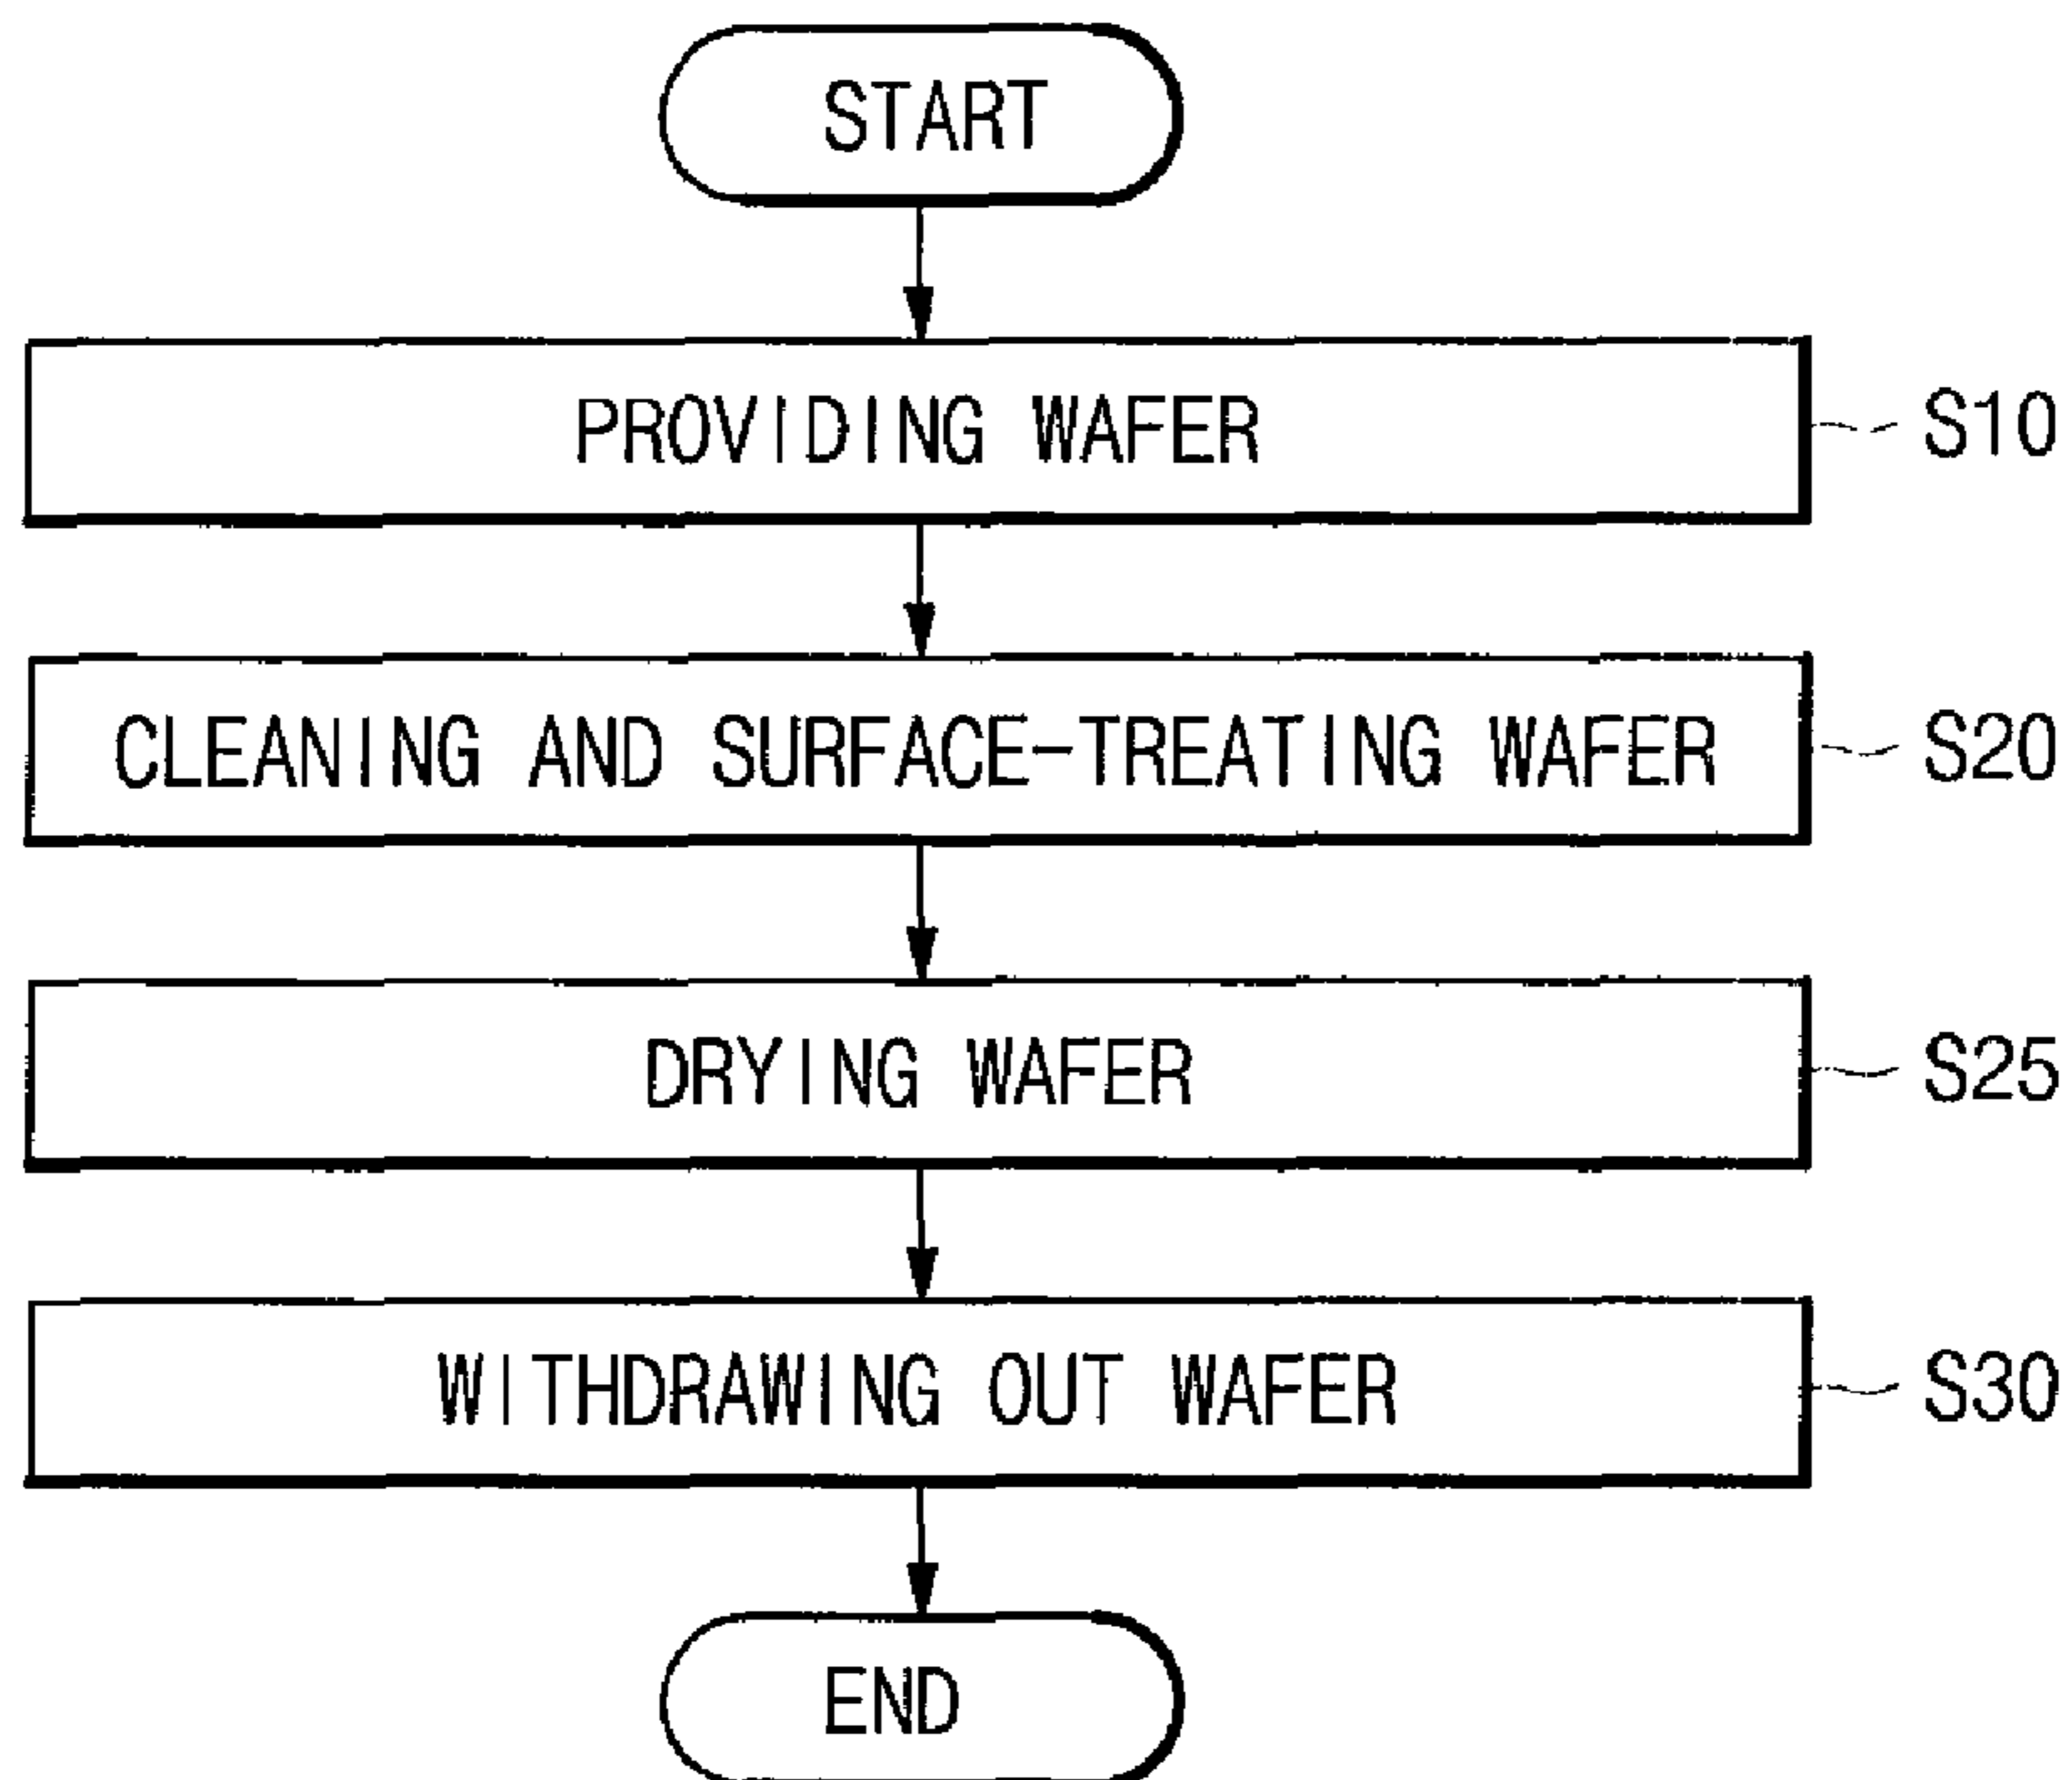 START
PROVIDING WAFER
S10
CLEANING AND SURFACE-TREATING WAFER
S20
DRYING WAFER
S25
WITHDRAWING OUT WAFER
S30
END